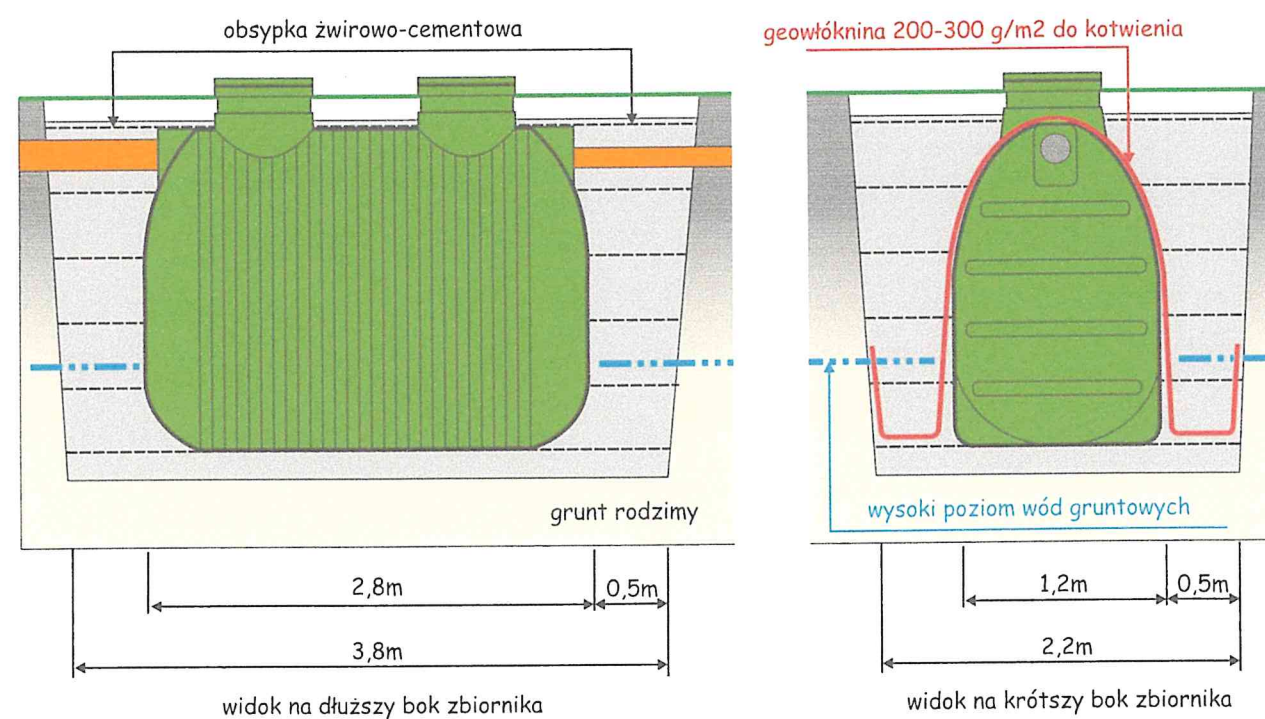 obsypka żwirowo-cementowa
geowłóknina 200-300 g/m2 do kotwienia
grunt rodzimy
wysoki poziom wód gruntowych
2,8m
0,5m
3,8m
widok na dłuższy bok zbiornika
1,2m
0,5m
2,2m
widok na krótszy bok zbiornika